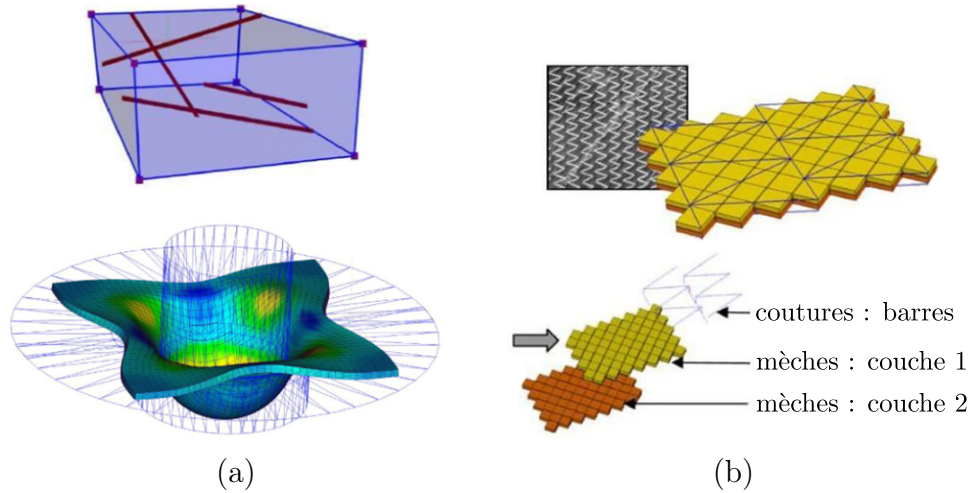 coutures : barres
mèches : couche 1
mèches : couche 2
(a)
(b)